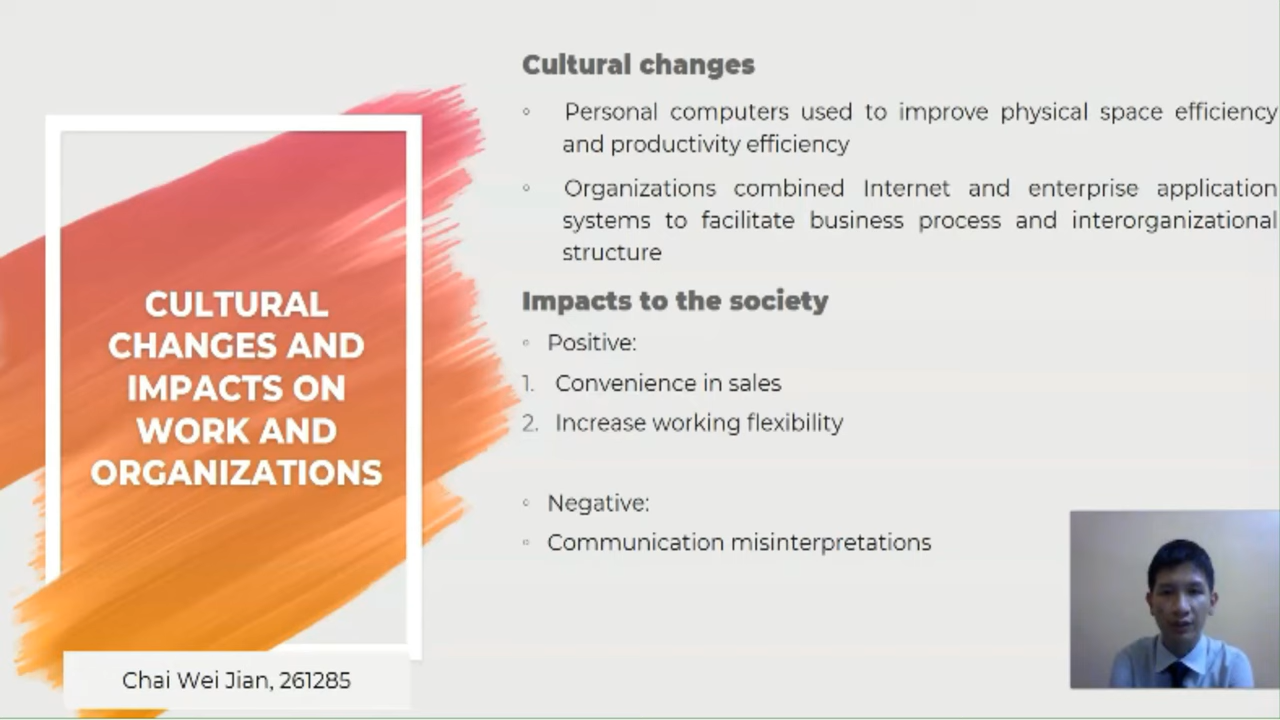 CULTURAL
CHANGES AND
IMPACTS ON
WORK AND
ORGANIZATIONS
Chai Wei Jian, 261285
Cultural changes
◦ Personal computers used to improve physical space efficiency
and productivity efficiency
◦ Organizations combined Internet and enterprise application
systems to facilitate business process and interorganizational
structure
Impacts to the society
◦ Positive:
1. Convenience in sales
2. Increase working flexibility
◦ Negative:
◦ Communication misinterpretations